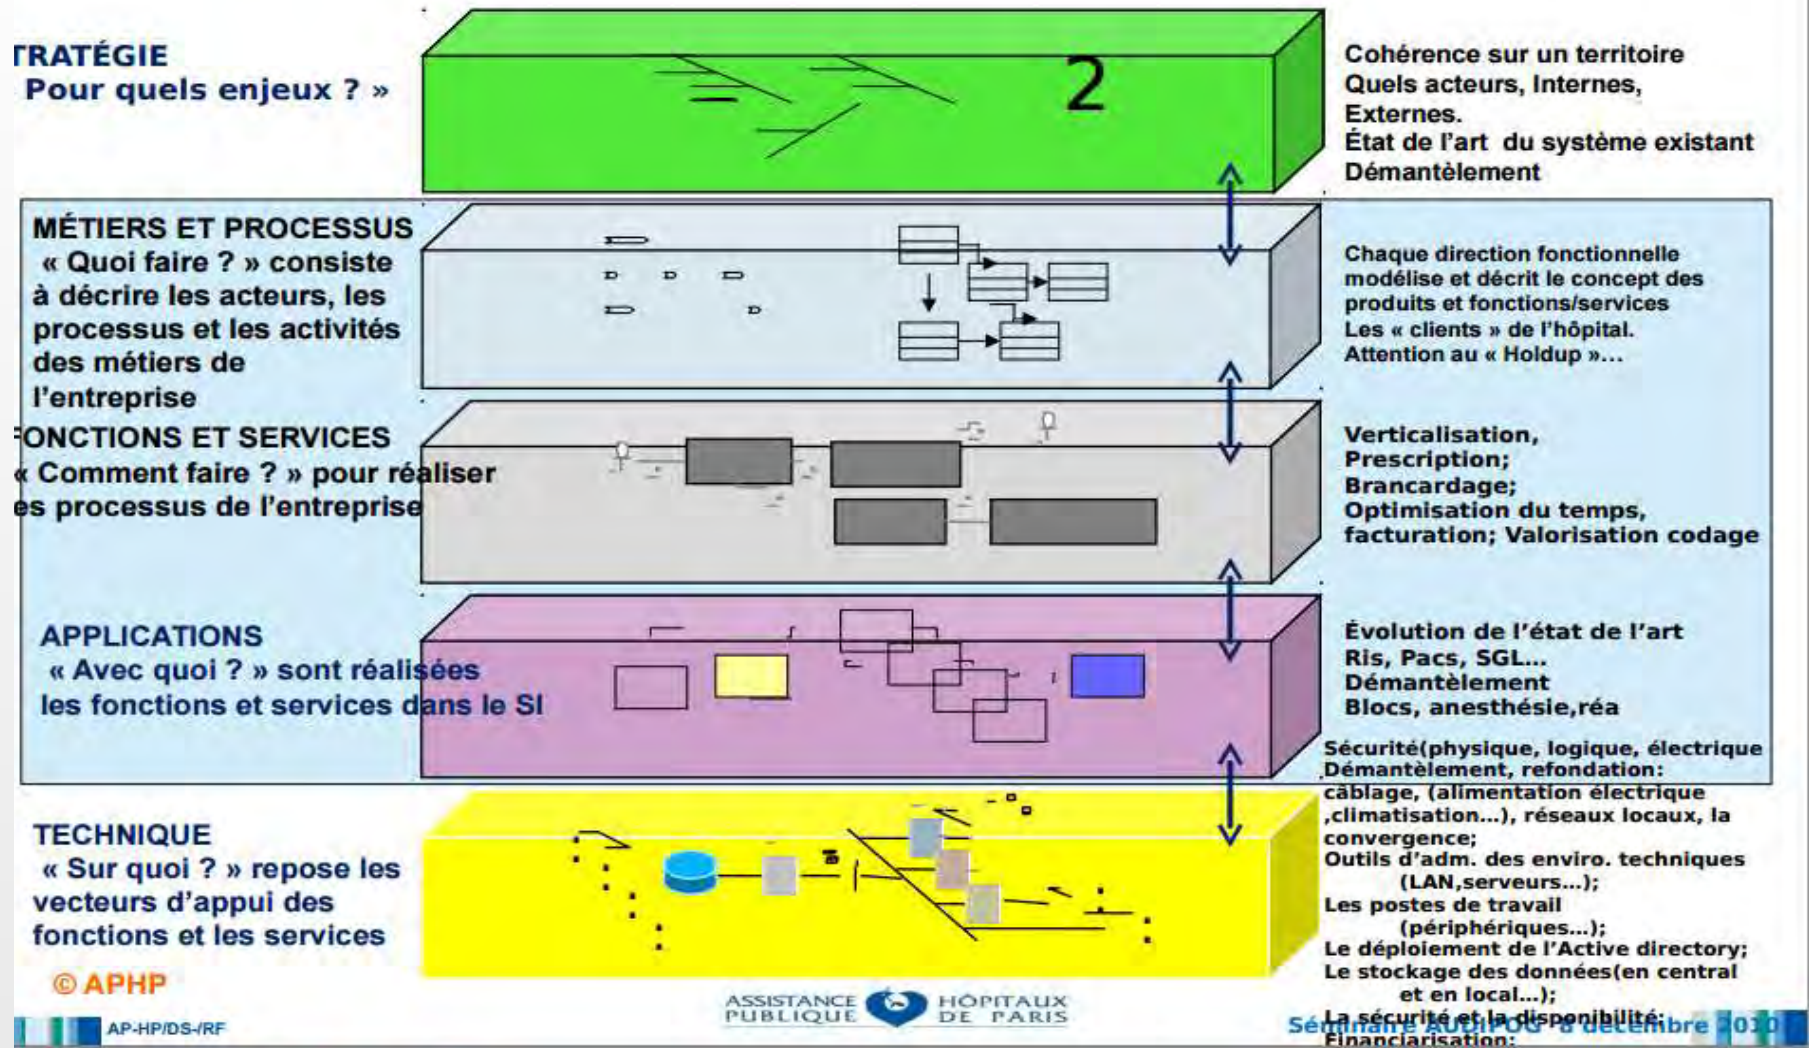 TRATÉGIE
Pour quels enjeux ? »
2
Cohérence sur un territoire
Quels acteurs, Internes,
Externes.
État de l'art du système existant
Démantèlement
MÉTIERS ET PROCESSUS
« Quoi faire ? » consiste
à décrire les acteurs, les
processus et les activités
des métiers de
l'entreprise
Chaque direction fonctionnelle
modélise et décrit le concept des
produits et fonctions/services
Les « clients » de l'hôpital.
Attention au « Holdup »...
FONCTIONS ET SERVICES
« Comment faire ? » pour réaliser
es processus de l'entreprise
Verticalisation,
Prescription;
Brancardage;
Optimisation du temps,
facturation; Valorisation codage
APPLICATIONS
« Avec quoi ? » sont réalisées
les fonctions et services dans le SI
Évolution de l'état de l'art
Ris, Pacs, SGL...
Démantèlement
Blocs, anesthésie,réa
TECHNIQUE
« Sur quoi ? » repose les
vecteurs d'appui des
fonctions et les services
Sécurité(physique, logique, électrique
Démantèlement, refondation:
câblage, (alimentation électrique
,climatisation...), réseaux locaux, la
convergence;
Outils d'adm. des enviro. techniques
(LAN,serveurs...);
Les postes de travail
(périphériques...);
Le déploiement de l'Active directory;
Le stockage des données(en central
et en local...);
La sécurité et la disponibilité;
Financiarisation;
© APHP
AP-HP/DS-/RF
ASSISTANCE PUBLIQUE
HÔPITAUX DE PARIS
Séminaire AUDIPOG 8 décembre 2010